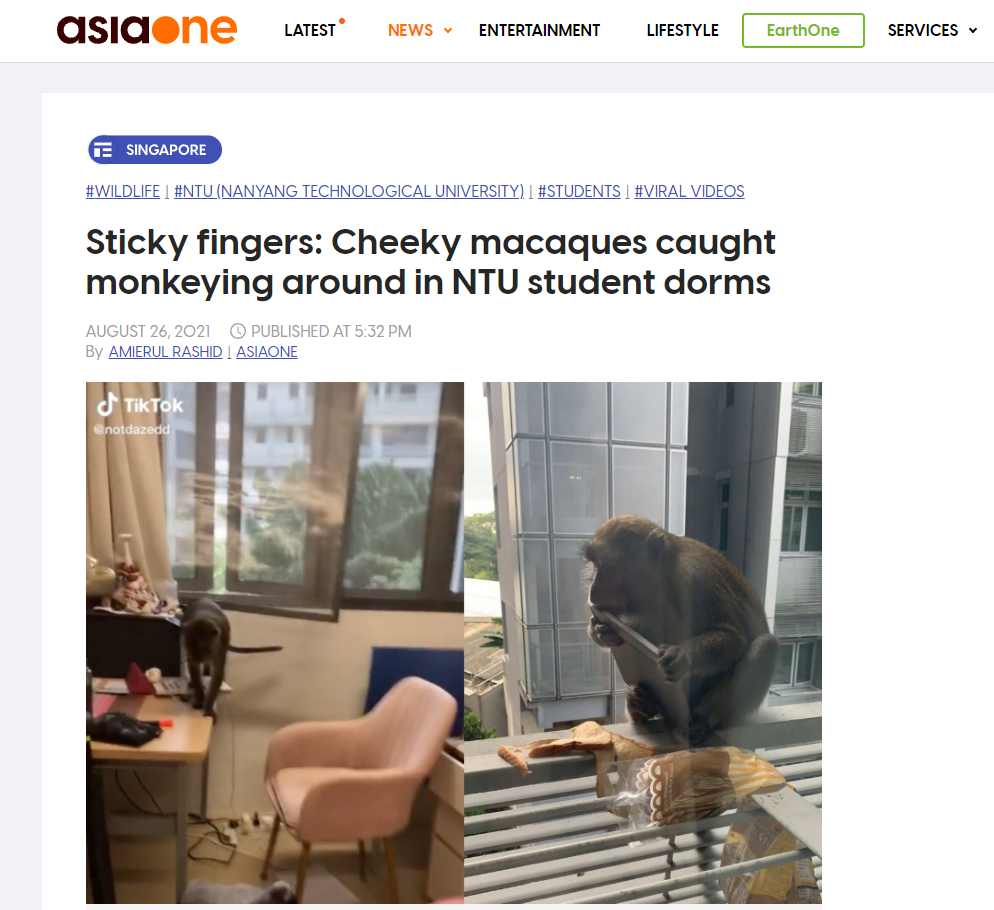 asiaone
LATEST NEWS ENTERTAINMENT LIFESTYLE EarthOne SERVICES
SINGAPORE
#WILDLIFE | #NTU (NANYANG TECHNOLOGICAL UNIVERSITY) | #STUDENTS | #VIRAL VIDEOS
Sticky fingers: Cheeky macaques caught
monkeying around in NTU student dorms
AUGUST 26, 2021 PUBLISHED AT 5:32 PM
By AMIERUL RASHID | ASIAONE
TikTok
@notdazedd